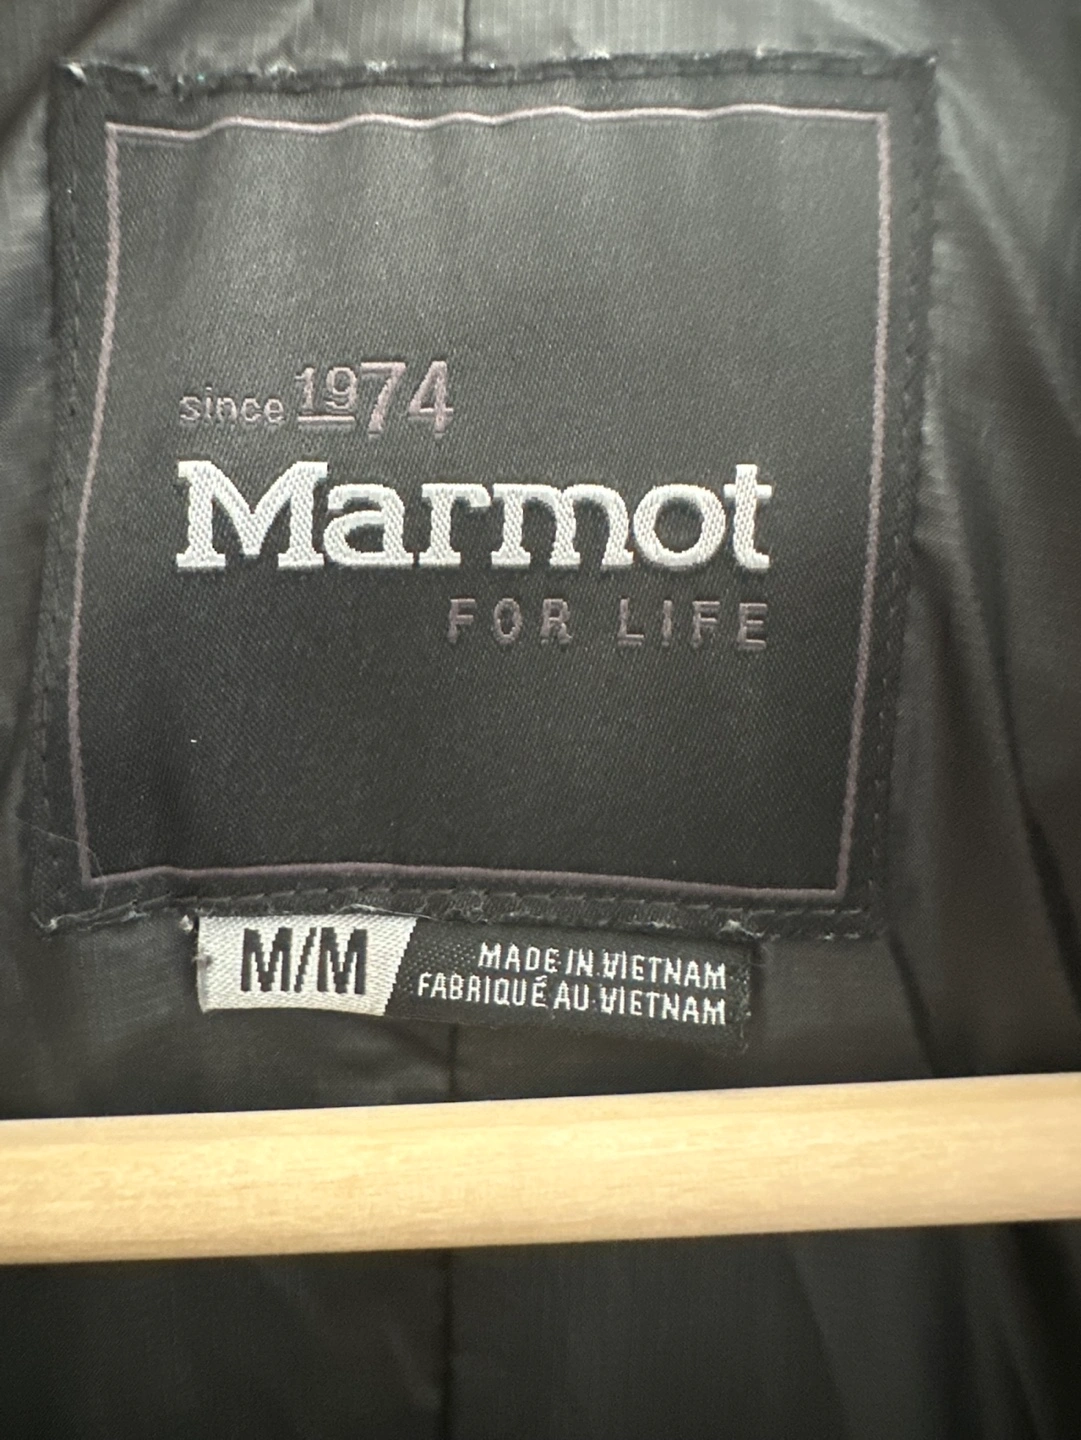 since 1974
Marmot
FOR LIFE
M/M
MADE IN VIETNAM
FABRIQUÉ AU VIETNAM